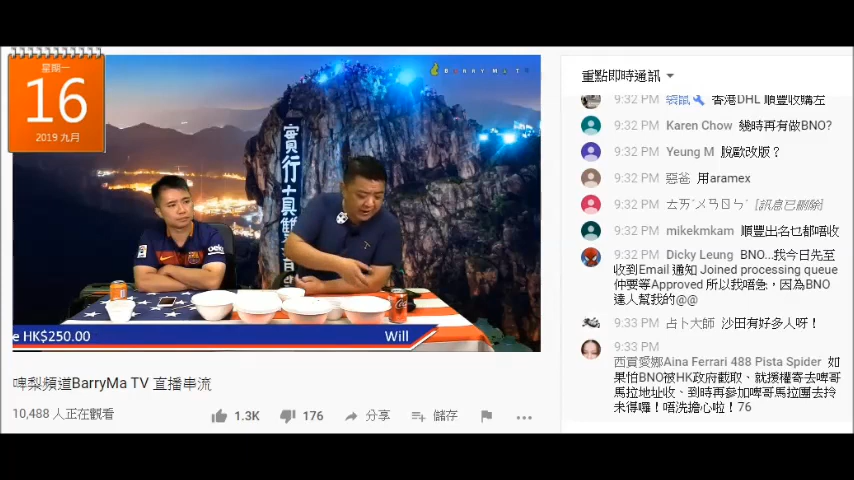 星期一
16
2019 九月
BARRYMA TV
實行十真雙普
e HK$250.00
Will
啤梨頻道BarryMa TV 直播串流
10,488 人正在觀看
1.3K
176
分享
儲存
重點即時通訊
9:32 PM 袋鼠 香港DHL 順豐收購左
9:32 PM Karen Chow 幾時再有做BNO?
9:32 PM Yeung M 脫歐改版？
9:32 PM 惡爸 用aramex
9:32 PM ㄊㄞˊㄨㄢㄖㄣˊ [訊息已刪除]
9:32 PM mikekmkam 順豐出名乜都唔收
9:32 PM Dicky Leung BNO...我今日先至
收到Email 通知 Joined processing queue
仲要等Approved 所以我唔急，因為BNO
達人幫我的@@
9:33 PM 占卜大師 沙田有好多人呀！
9:33 PM
西貢愛娜Aina Ferrari 488 Pista Spider 如
果怕BNO被HK政府截取、就授權寄去啤哥
馬拉地址收、到時再參加啤哥馬拉團去拎
未得囉！唔洗擔心啦！76